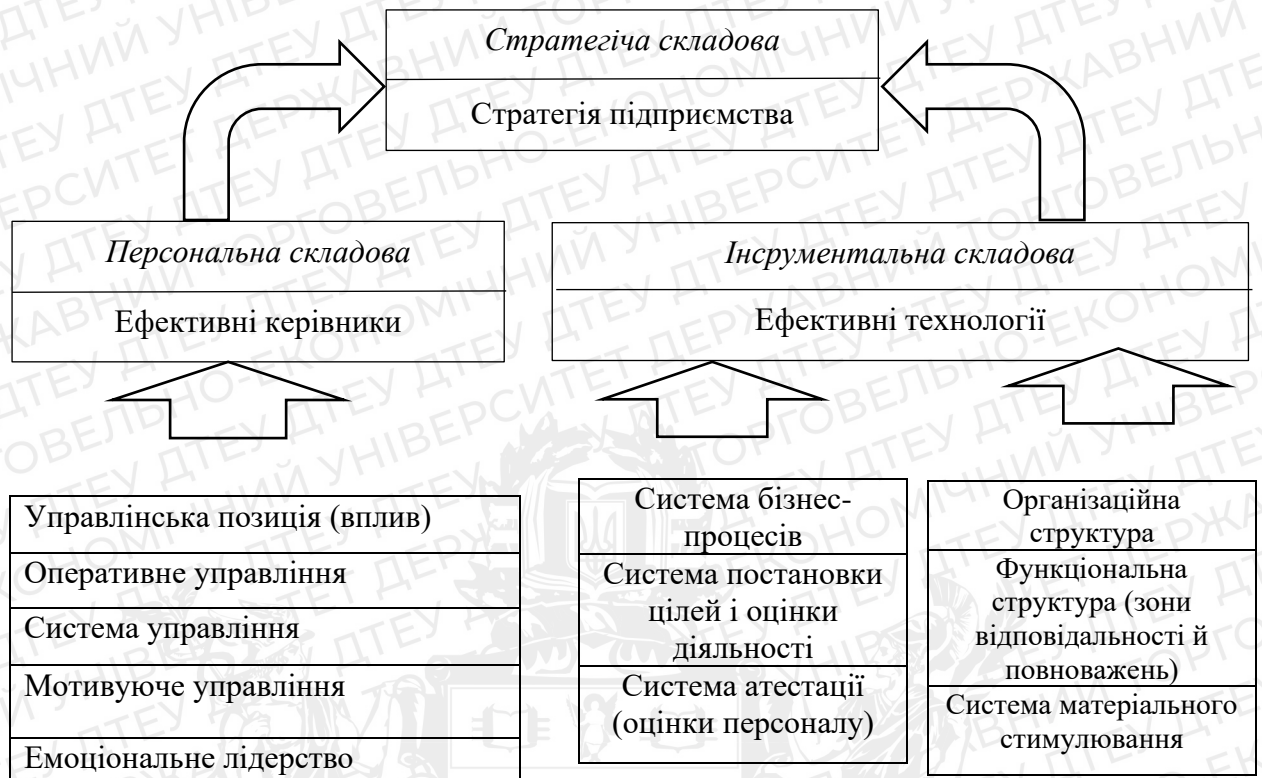 Стратегіча складова
Стратегія підприємства
Персональна складова
Ефективні керівники
Інсрументальна складова
Ефективні технології
Управлінська позиція (вплив)
Оперативне управління
Система управління
Мотивуюче управління
Емоціональне лідерство
Система бізнес-
процесів
Система постановки
цілей і оцінки
діяльності
Система атестації
(оцінки персоналу)
Організаційна
структура
Функціональна
структура (зони
відповідальності й
повноважень)
Система матеріального
стимулювання